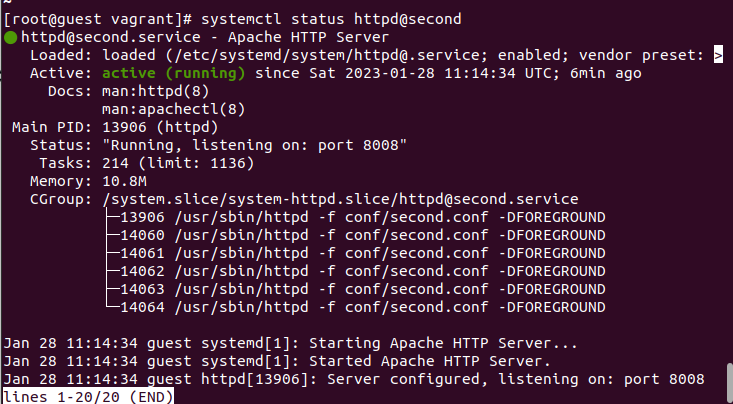 ~
[root@guest vagrant]# systemctl status httpd@second
●httpd@second.service - Apache HTTP Server
   Loaded: loaded (/etc/systemd/system/httpd@.service; enabled; vendor preset: >
   Active: active (running) since Sat 2023-01-28 11:14:34 UTC; 6min ago
     Docs: man:httpd(8)
           man:apachectl(8)
 Main PID: 13906 (httpd)
   Status: "Running, listening on: port 8008"
    Tasks: 214 (limit: 1136)
   Memory: 10.8M
   CGroup: /system.slice/system-httpd.slice/httpd@second.service
           ├─13906 /usr/sbin/httpd -f conf/second.conf -DFOREGROUND
           ├─14060 /usr/sbin/httpd -f conf/second.conf -DFOREGROUND
           ├─14061 /usr/sbin/httpd -f conf/second.conf -DFOREGROUND
           ├─14062 /usr/sbin/httpd -f conf/second.conf -DFOREGROUND
           ├─14063 /usr/sbin/httpd -f conf/second.conf -DFOREGROUND
           └─14064 /usr/sbin/httpd -f conf/second.conf -DFOREGROUND

Jan 28 11:14:34 guest systemd[1]: Starting Apache HTTP Server...
Jan 28 11:14:34 guest systemd[1]: Started Apache HTTP Server.
Jan 28 11:14:34 guest httpd[13906]: Server configured, listening on: port 8008
lines 1-20/20 (END)